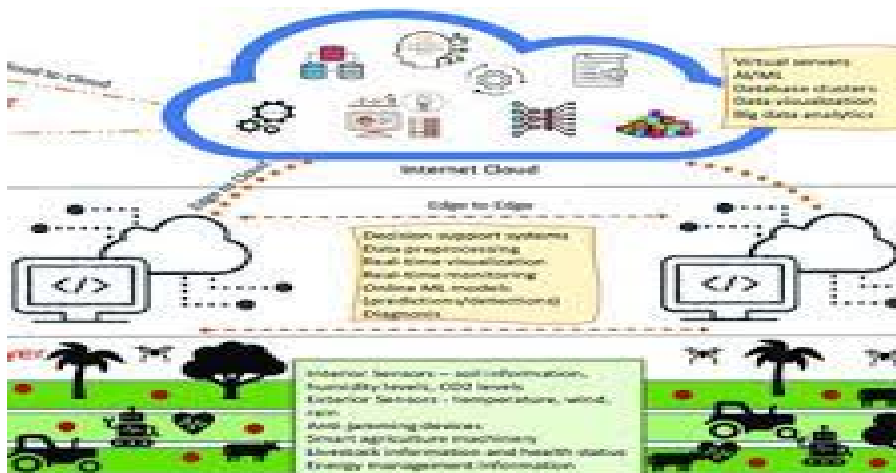 Cloud to Cloud
Virtual servers
AI/ML
Database clusters
Data visualization
Big data analytics
Internet Cloud
Edge to Cloud
Edge-to-Edge
Decision support systems
Data preprocessing
Real-time visualization
Real-time monitoring
Online ML models
(predictions/detections)
Diagnosis
</>
</>
yer
Interior Sensors – soil information,
humidity levels, CO2 levels
Exterior Sensors - temperature, wind,
rain
Anti-jamming devices
Smart agriculture machinery
Livestock information and health status
Energy management information